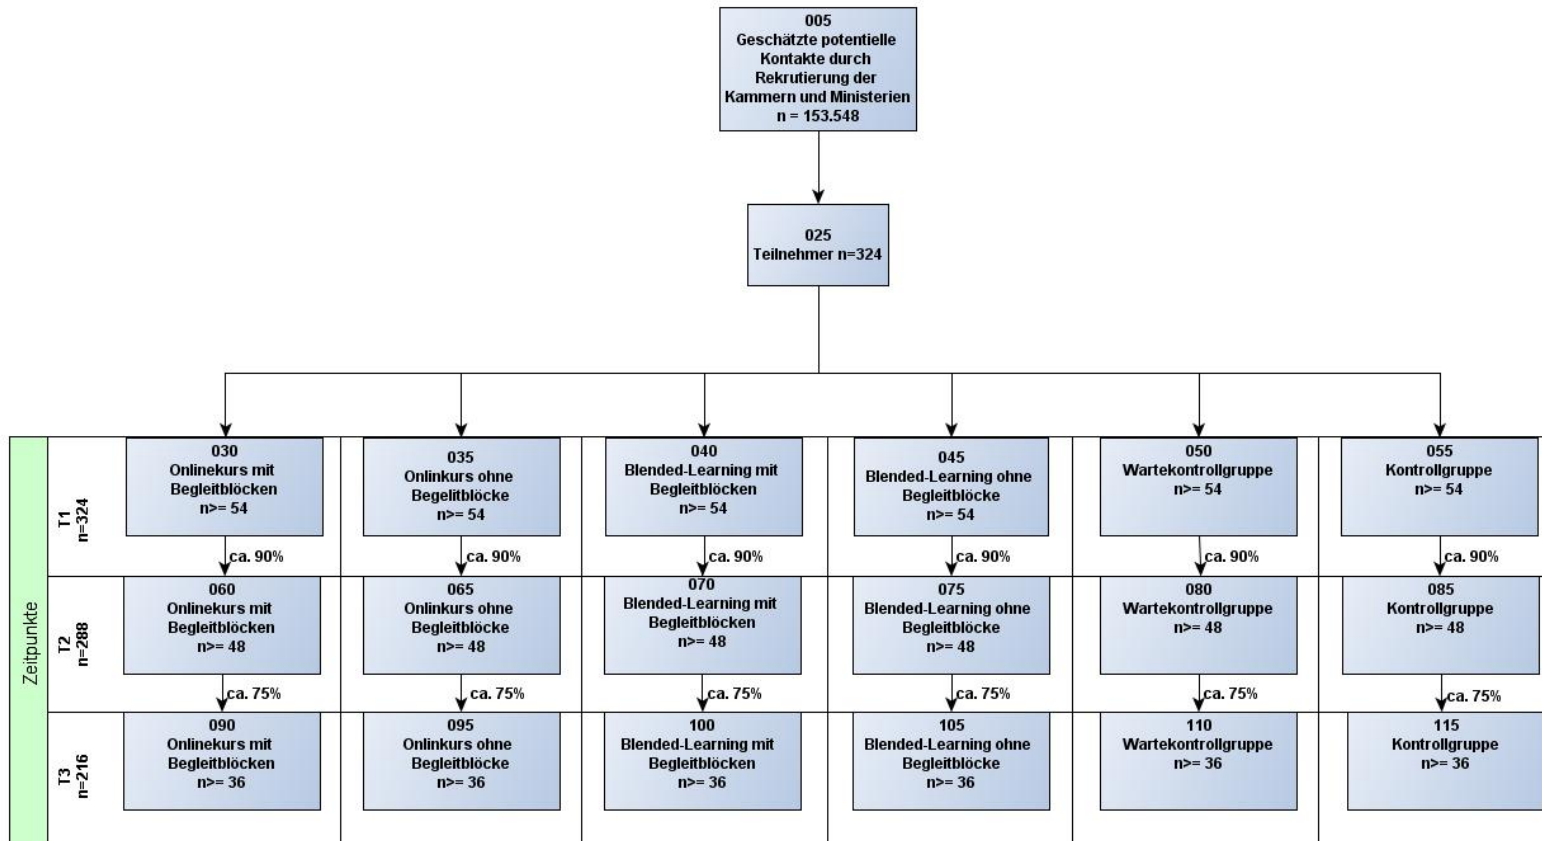 005
Geschätzte potentielle
Kontakte durch
Rekrutierung der
Kammern und Ministerien
n = 153.548
025
Teilnehmer n=324
Zeitpunkte
T1
n=324
030
Onlinekurs mit
Begleitblöcken
n>= 54
035
Onlinkurs ohne
Begelitblöcke
n>= 54
040
Blended-Learning mit
Begleitblöcken
n>= 54
045
Blended-Learning ohne
Begleitblöcke
n>= 54
050
Wartekontrollgruppe
n>= 54
055
Kontrollgruppe
n>= 54
ca. 90%
ca. 90%
ca. 90%
ca. 90%
ca. 90%
ca. 90%
T2
n=288
060
Onlinekurs mit
Begleitblöcken
n>= 48
065
Onlinkurs ohne
Begleitblöcke
n>= 48
070
Blended-Learning mit
Begleitblöcken
n>= 48
075
Blended-Learning ohne
Begleitblöcke
n>= 48
080
Wartekontrollgruppe
n>= 48
085
Kontrollgruppe
n>= 48
ca. 75%
ca. 75%
ca. 75%
ca. 75%
ca. 75%
ca. 75%
T3
n=216
090
Onlinekurs mit
Begleitblöcken
n>= 36
095
Onlinkurs ohne
Begleitblöcke
n>= 36
100
Blended-Learning mit
Begleitblöcken
n>= 36
105
Blended-Learning ohne
Begleitblöcke
n>= 36
110
Wartekontrollgruppe
n>= 36
115
Kontrollgruppe
n>= 36